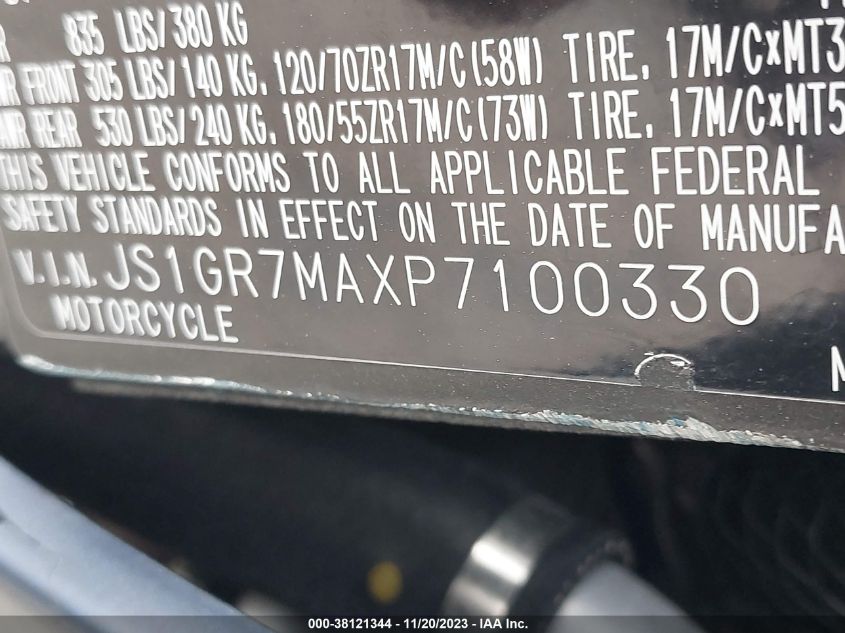 835 LBS/380 KG
FRONT 305 LBS/140 KG. 120/70ZR17M/C(58W) TIRE. 17M/CxMT3
REAR 530 LBS/240 KG. 180/55ZR17M/C(73W) TIRE. 17M/CxMT5
THIS VEHICLE CONFORMS TO ALL APPLICABLE FEDERAL
SAFETY STANDARDS IN EFFECT ON THE DATE OF MANUFA
V.I.N. JS1GR7MAXP7100330
MOTORCYCLE
M
000-38121344 - 11/20/2023 - IAA Inc.